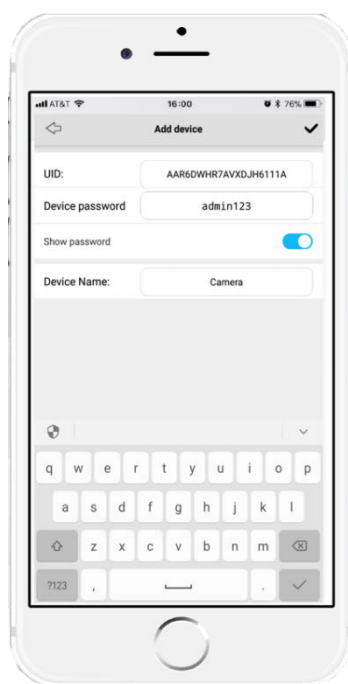 AT&T 16:00 76%
Add device
UID: AAR6DWHR7AVXDJH6111A
Device password admin123
Show password
Device Name: Camera
q w e r t y u i o p
a s d f g h j k l
z x c v b n m
?123 , .